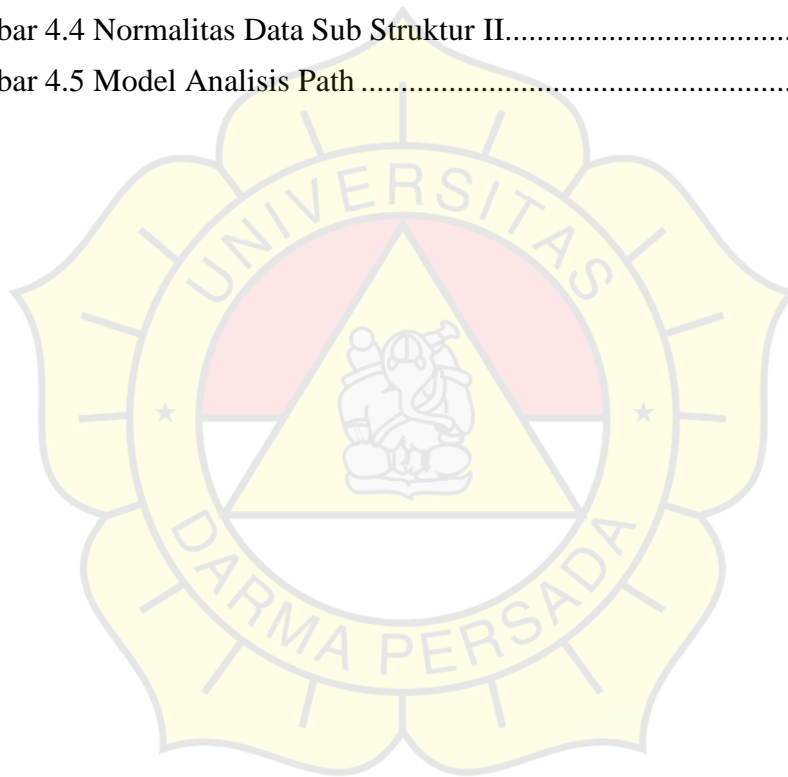 bar 4.4 Normalitas Data Sub Struktur II....................................
bar 4.5 Model Analisis Path......................................................
UNIVERSITAS
DARMA PERSADA